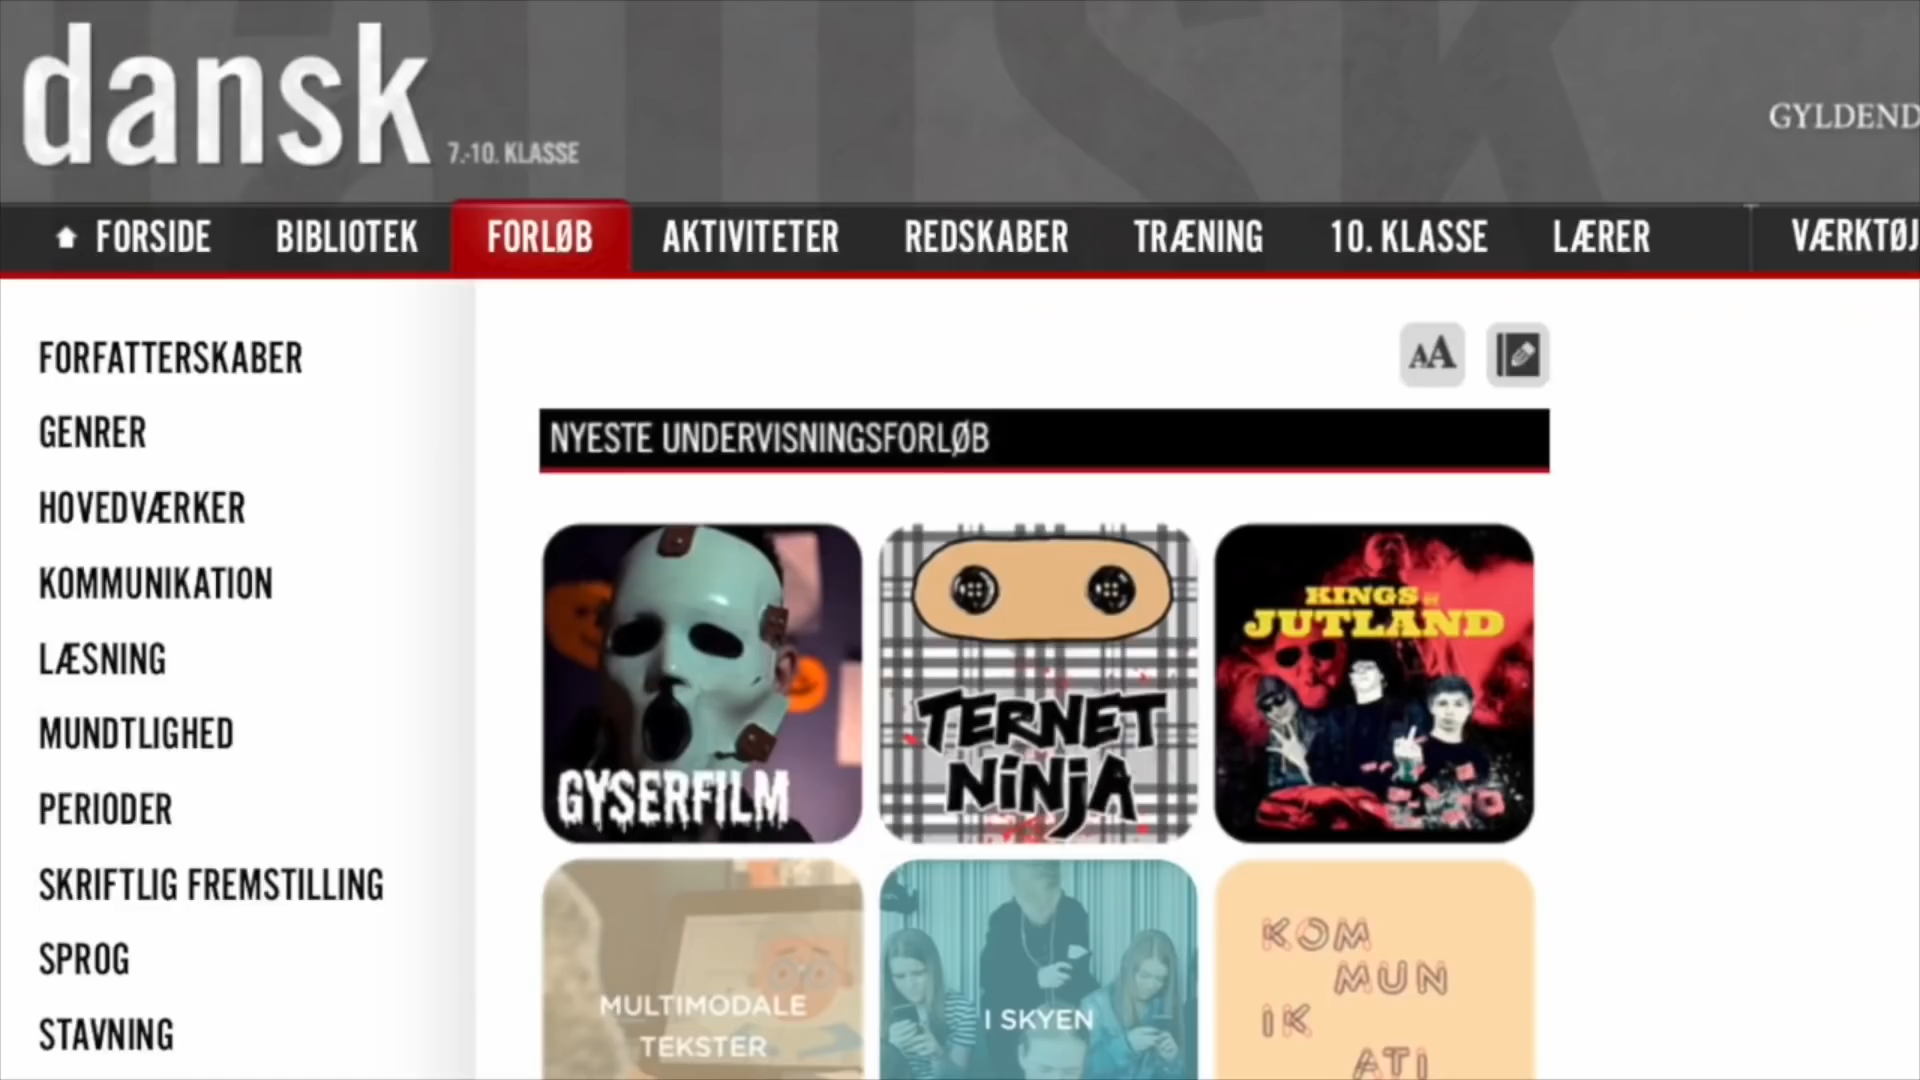 dansk 7.-10. KLASSE
GYLDEND
FORSIDE BIBLIOTEK FORLØB AKTIVITETER REDSKABER TRÆNING 10. KLASSE LÆRER VÆRKTØJ
FORFATTERSKABER
GENRER
HOVEDVÆRKER
KOMMUNIKATION
LÆSNING
MUNDTLIGHED
PERIODER
SKRIFTLIG FREMSTILLING
SPROG
STAVNING
AA
NYESTE UNDERVISNINGSFORLØB
GYSERFILM
TERNET
NINJA
KINGS OF
JUTLAND
MULTIMODALE
TEKSTER
I SKYEN
KOM
MUN
IK
ATI